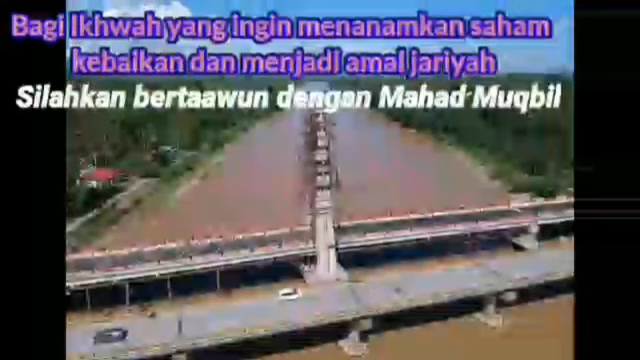 Bagi Ikhwah yang ingin menanamkan saham
kebaikan dan menjadi amal jariyah
Silahkan bertaawun dengan Mahad Muqbil